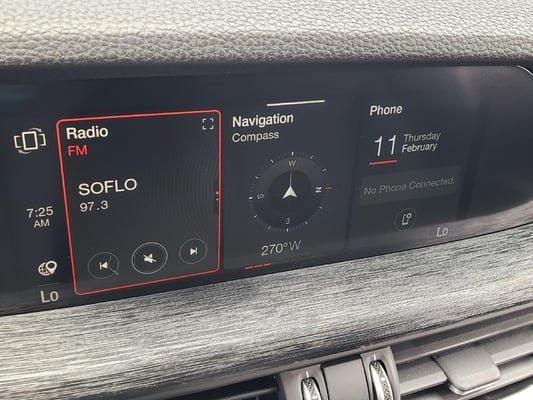 Radio
FM
SOFLO
97.3
7:25
AM
Lo
Navigation
Compass
W
N
S
E
270°W
Phone
11
Thursday
February
No Phone Connected.
Lo